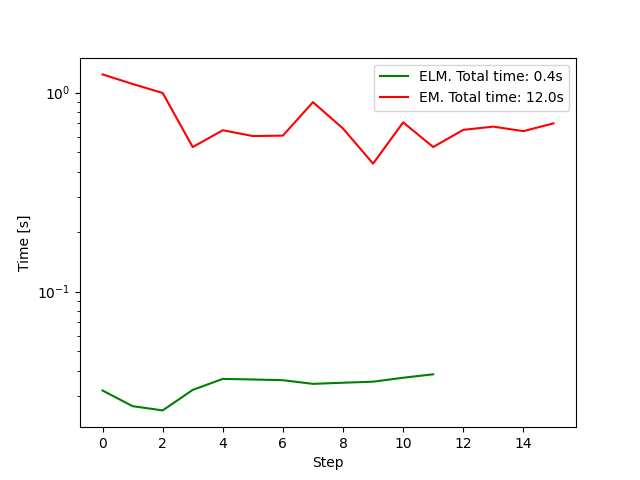 ELM. Total time: 0.4s
EM. Total time: 12.0s
10⁰
10⁻¹
Time [s]
0 2 4 6 8 10 12 14
Step